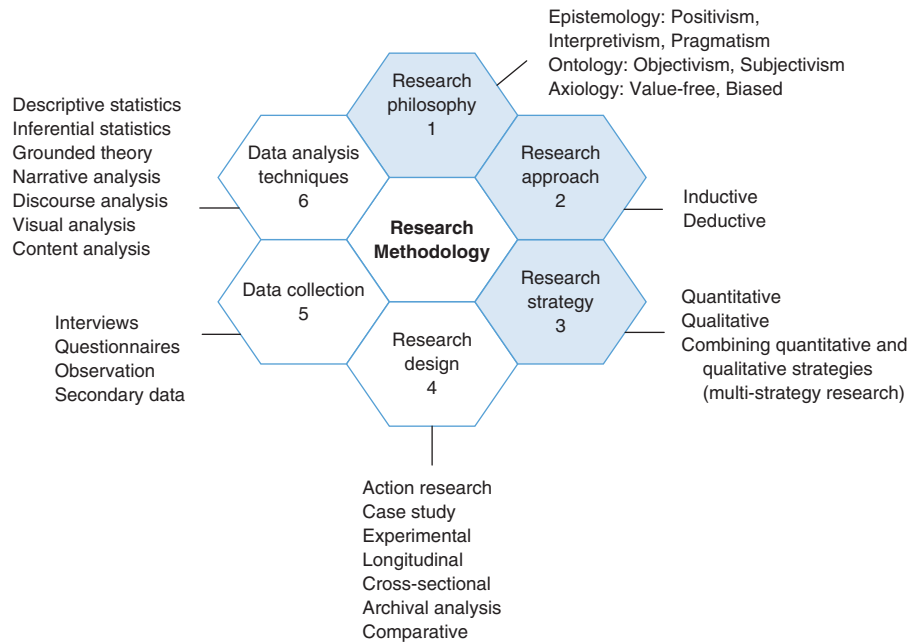 Epistemology: Positivism,
Interpretivism, Pragmatism
Ontology: Objectivism, Subjectivism
Axiology: Value-free, Biased
Research
philosophy
1
Research
approach
2
Inductive
Deductive
Research
strategy
3
Quantitative
Qualitative
Combining quantitative and
qualitative strategies
(multi-strategy research)
Research
design
4
Action research
Case study
Experimental
Longitudinal
Cross-sectional
Archival analysis
Comparative
Data collection
5
Interviews
Questionnaires
Observation
Secondary data
Data analysis
techniques
6
Descriptive statistics
Inferential statistics
Grounded theory
Narrative analysis
Discourse analysis
Visual analysis
Content analysis
Research
Methodology